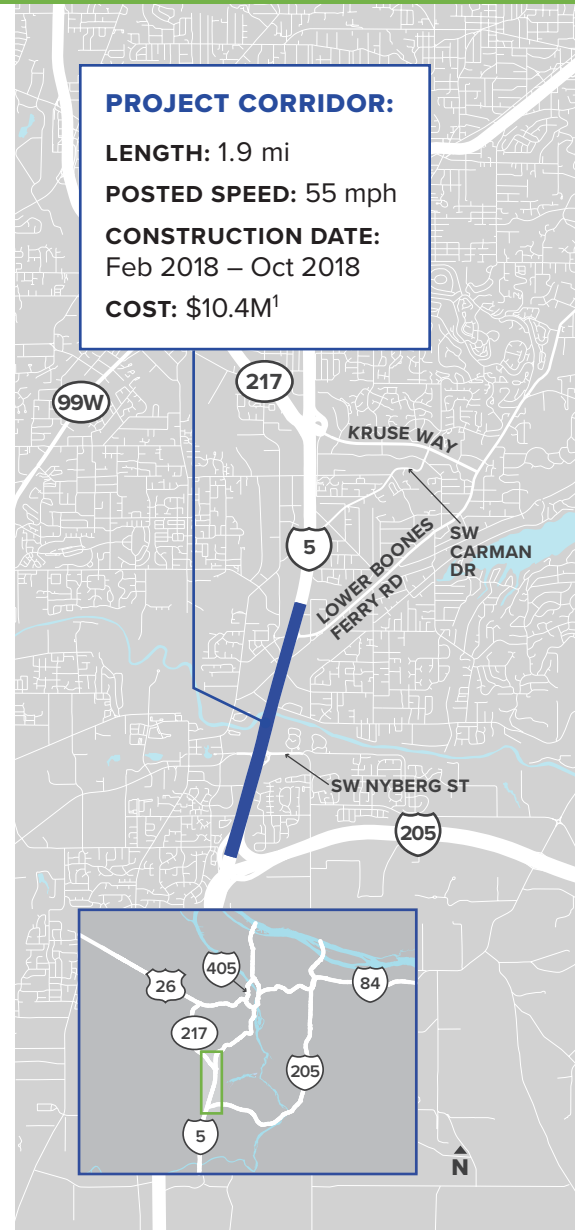 PROJECT CORRIDOR:
LENGTH: 1.9 mi
POSTED SPEED: 55 mph
CONSTRUCTION DATE:
Feb 2018 – Oct 2018
COST: $10.4M¹
217
99W
KRUSE WAY
5
SW
CARMAN
DR
LOWER BOONES
FERRY RD
SW NYBERG ST
205
405
26
84
217
205
5
N